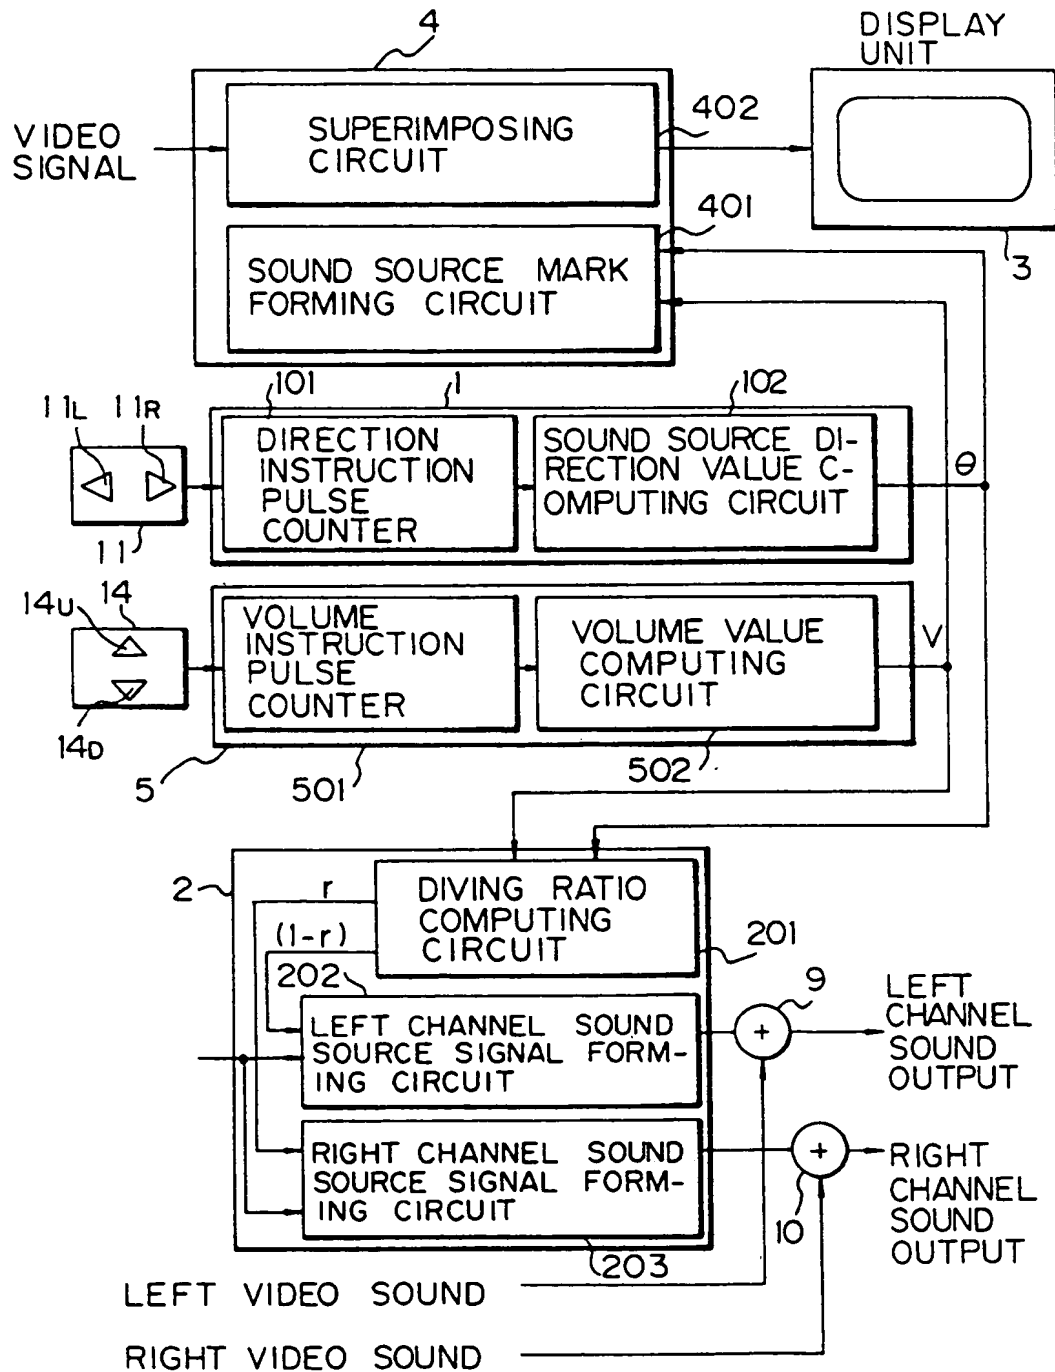 4
DISPLAY
UNIT
VIDEO
SIGNAL
SUPERIMPOSING
CIRCUIT
402
401
SOUND SOURCE MARK
FORMING CIRCUIT
3
11L
11R
101
1
102
DIRECTION
INSTRUCTION
PULSE
COUNTER
SOUND SOURCE DI-
RECTION VALUE C-
OMPUTING CIRCUIT
θ
11
14U
14
VOLUME
INSTRUCTION
PULSE
COUNTER
VOLUME VALUE
COMPUTING
CIRCUIT
V
14D
5
501
502
2
r
(1-r)
DIVING RATIO
COMPUTING
CIRCUIT
201
202
LEFT CHANNEL SOUND
SOURCE SIGNAL FORM-
ING CIRCUIT
9
+
LEFT
CHANNEL
SOUND
OUTPUT
RIGHT CHANNEL SOUND
SOURCE SIGNAL FORM-
ING CIRCUIT
+
10
RIGHT
CHANNEL
SOUND
OUTPUT
203
LEFT VIDEO SOUND
RIGHT VIDEO SOUND